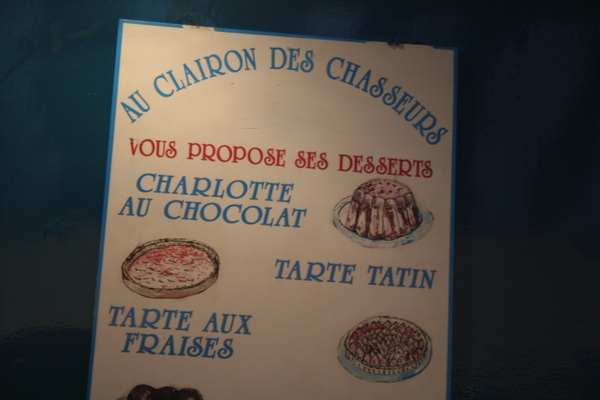 AU CLAIRON DES CHASSEURS
VOUS PROPOSE SES DESSERTS
CHARLOTTE
AU CHOCOLAT
TARTE TATIN
TARTE AUX
FRAISES